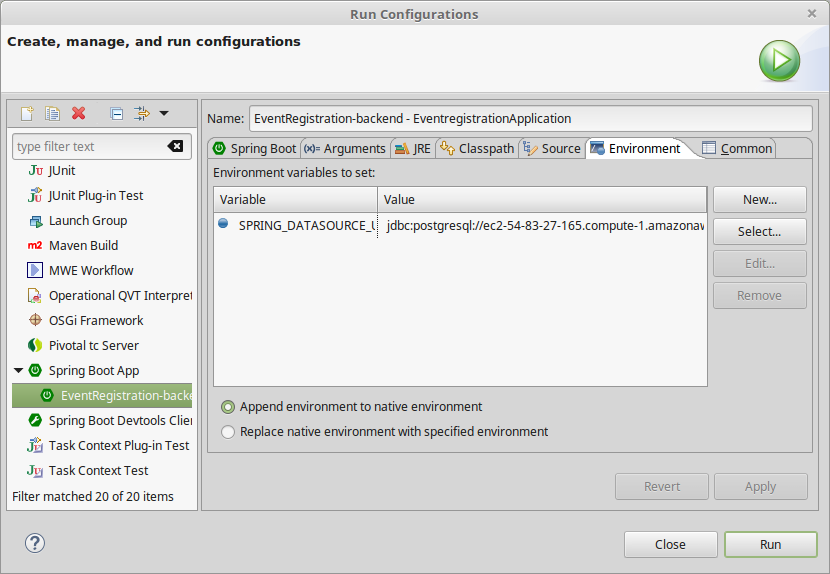 Run Configurations
Create, manage, and run configurations
Name: EventRegistration-backend - EventregistrationApplication
type filter text
JUnit
JUnit Plug-in Test
Launch Group
Maven Build
MWE Workflow
Operational QVT Interpret
OSGi Framework
Pivotal tc Server
Spring Boot App
EventRegistration-backe
Spring Boot Devtools Clien
Task Context Plug-in Test
Task Context Test
Filter matched 20 of 20 items
Spring Boot (x)= Arguments JRE Classpath Source Environment Common
Environment variables to set:
Variable Value
SPRING_DATASOURCE_U jdbc:postgresql://ec2-54-83-27-165.compute-1.amazonaw
New...
Select...
Edit...
Remove
Append environment to native environment
Replace native environment with specified environment
Revert Apply
Close Run